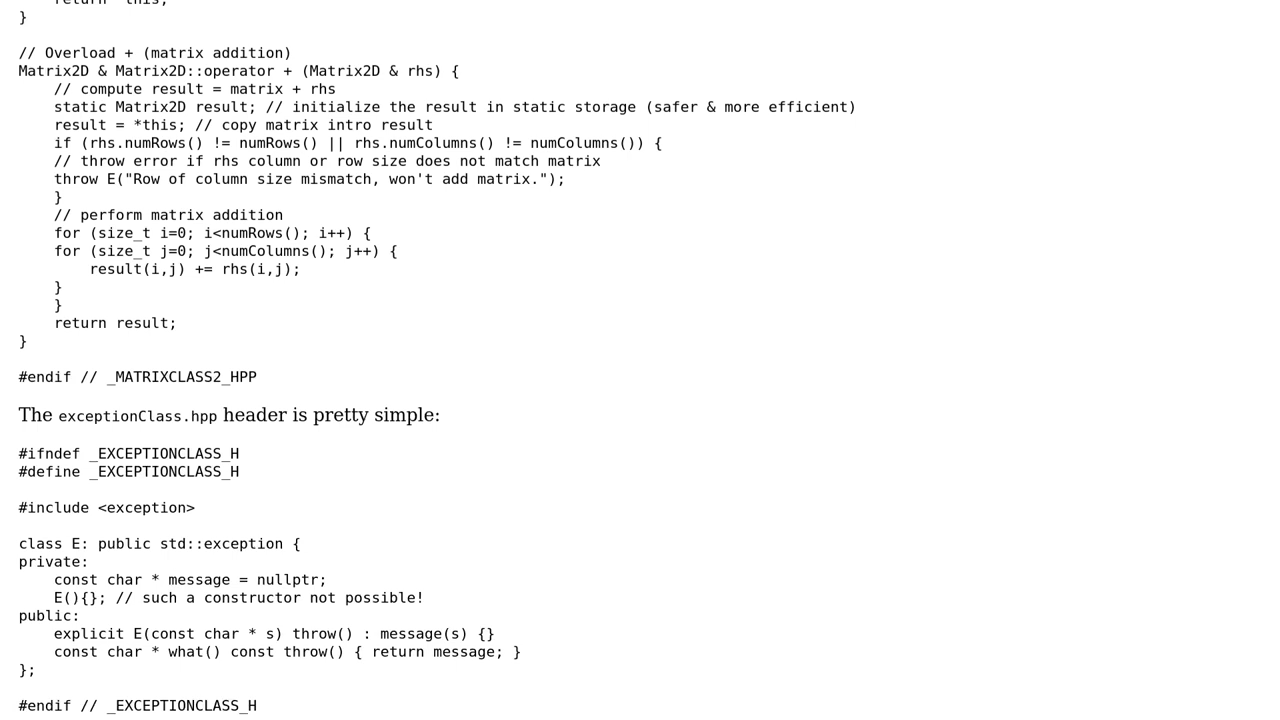 return *this;
}
// Overload + (matrix addition)
Matrix2D & Matrix2D::operator + (Matrix2D & rhs) {
    // compute result = matrix + rhs
    static Matrix2D result; // initialize the result in static storage (safer & more efficient)
    result = *this; // copy matrix intro result
    if (rhs.numRows() != numRows() || rhs.numColumns() != numColumns()) {
    // throw error if rhs column or row size does not match matrix
    throw E("Row of column size mismatch, won't add matrix.");
    }
    // perform matrix addition
    for (size_t i=0; i<numRows(); i++) {
    for (size_t j=0; j<numColumns(); j++) {
        result(i,j) += rhs(i,j);
    }
    }
    return result;
}
#endif // _MATRIXCLASS2_HPP
The exceptionClass.hpp header is pretty simple:
#ifndef _EXCEPTIONCLASS_H
#define _EXCEPTIONCLASS_H
#include <exception>
class E: public std::exception {
private:
    const char * message = nullptr;
    E(){}; // such a constructor not possible!
public:
    explicit E(const char * s) throw() : message(s) {}
    const char * what() const throw() { return message; }
};
#endif // _EXCEPTIONCLASS_H